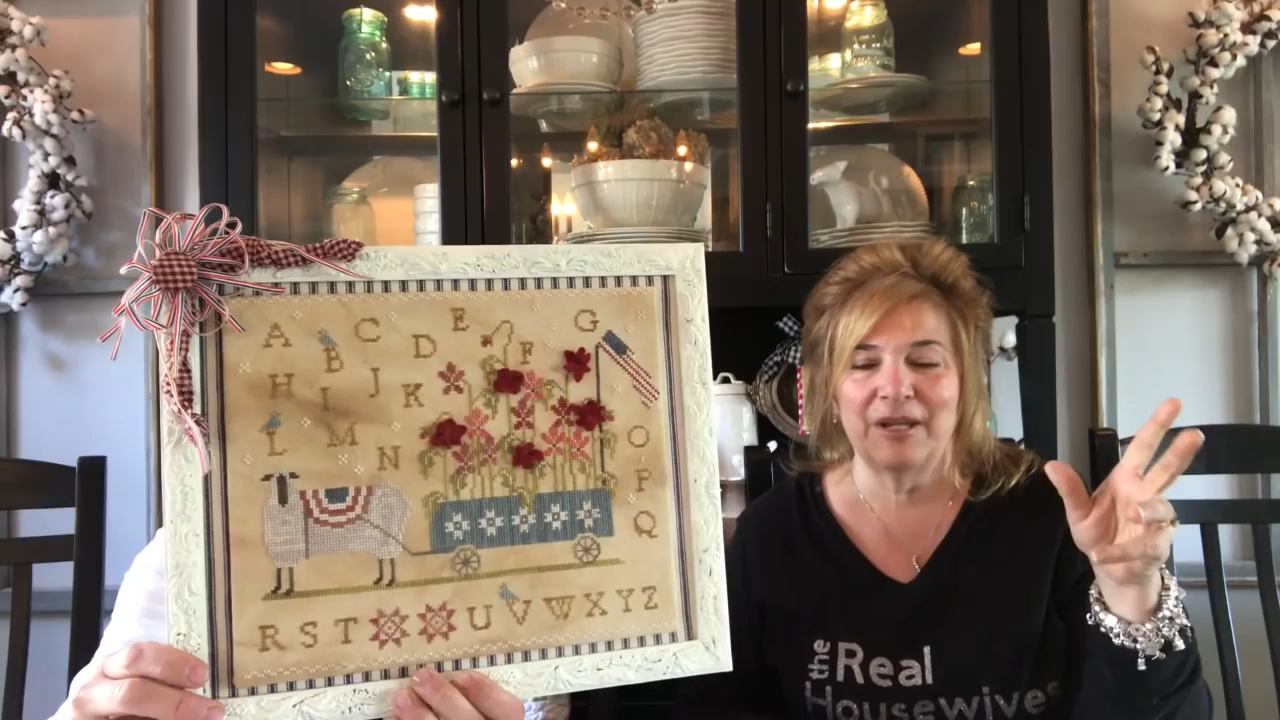 A B C D E F G
H I J K
L M N O
P
Q
R S T U V W X Y Z
the Real
Housewives